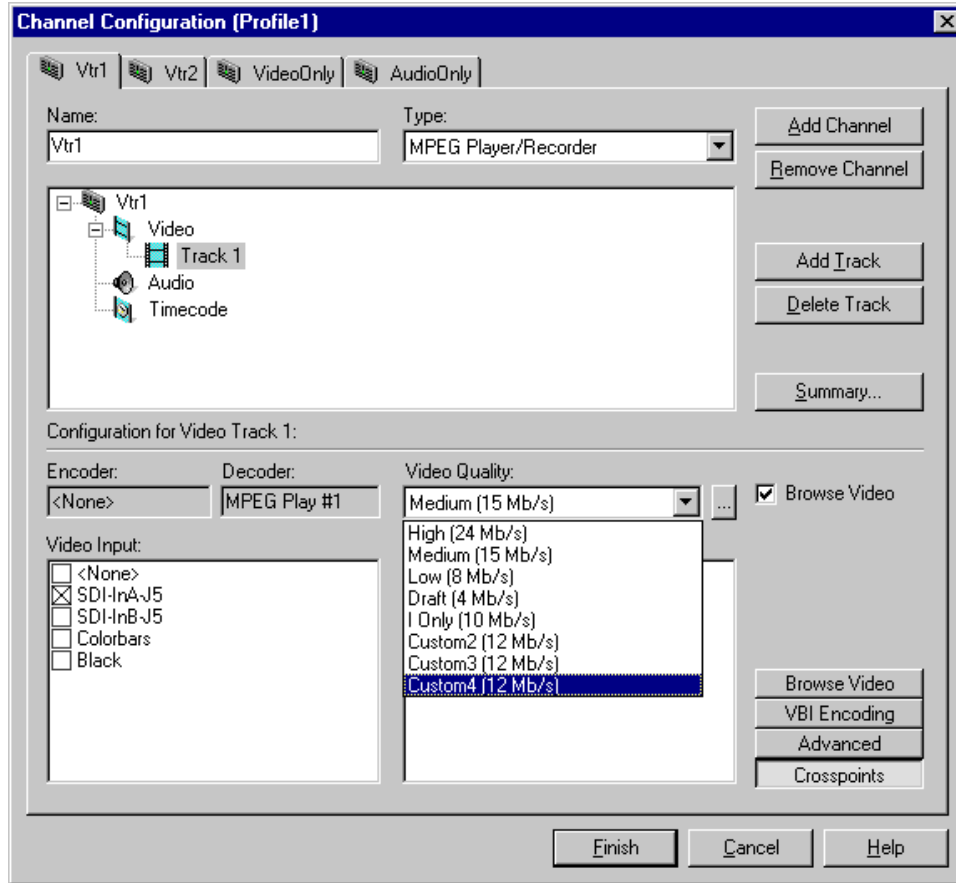 Channel Configuration (Profile1)
Vtr1 Vtr2 VideoOnly AudioOnly
Name: Type:
Vtr1 MPEG Player/Recorder
Add Channel
Remove Channel
Vtr1
Video
Track 1
Audio
Timecode
Add Track
Delete Track
Summary...
Configuration for Video Track 1:
Encoder: Decoder: Video Quality:
<None> MPEG Play #1 Medium (15 Mb/s) ... Browse Video
Video Input:
<None>
SDI-InA-J5
SDI-InB-J5
Colorbars
Black
High (24 Mb/s)
Medium (15 Mb/s)
Low (8 Mb/s)
Draft (4 Mb/s)
I Only (10 Mb/s)
Custom2 (12 Mb/s)
Custom3 (12 Mb/s)
Custom4 (12 Mb/s)
Browse Video
VBI Encoding
Advanced
Crosspoints
Finish Cancel Help